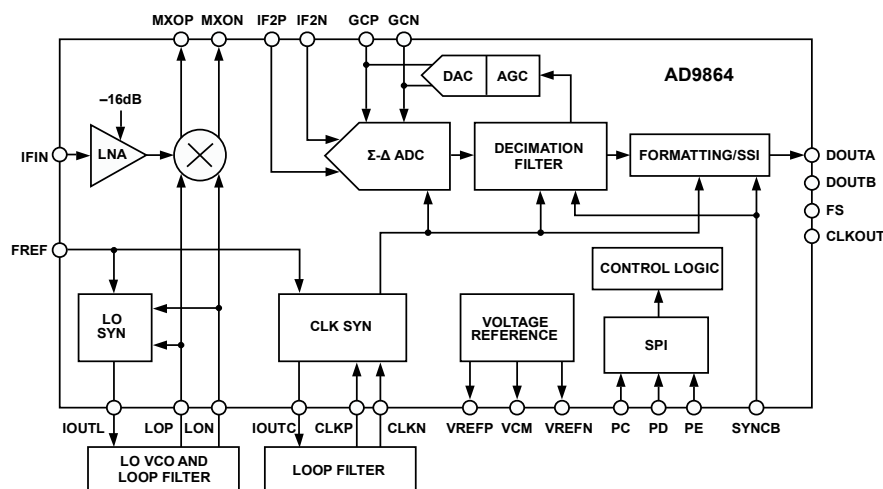 MXOP MXON IF2P IF2N GCP GCN
DAC AGC
AD9864
–16dB
IFIN
LNA
Σ-Δ ADC
DECIMATION
FILTER
FORMATTING/SSI
DOUTA
DOUTB
FS
CLKOUT
FREF
LO
SYN
CLK SYN
VOLTAGE
REFERENCE
CONTROL LOGIC
SPI
IOUTL LOP LON IOUTC CLKP CLKN VREFP VCM VREFN PC PD PE SYNCB
LO VCO AND
LOOP FILTER
LOOP FILTER